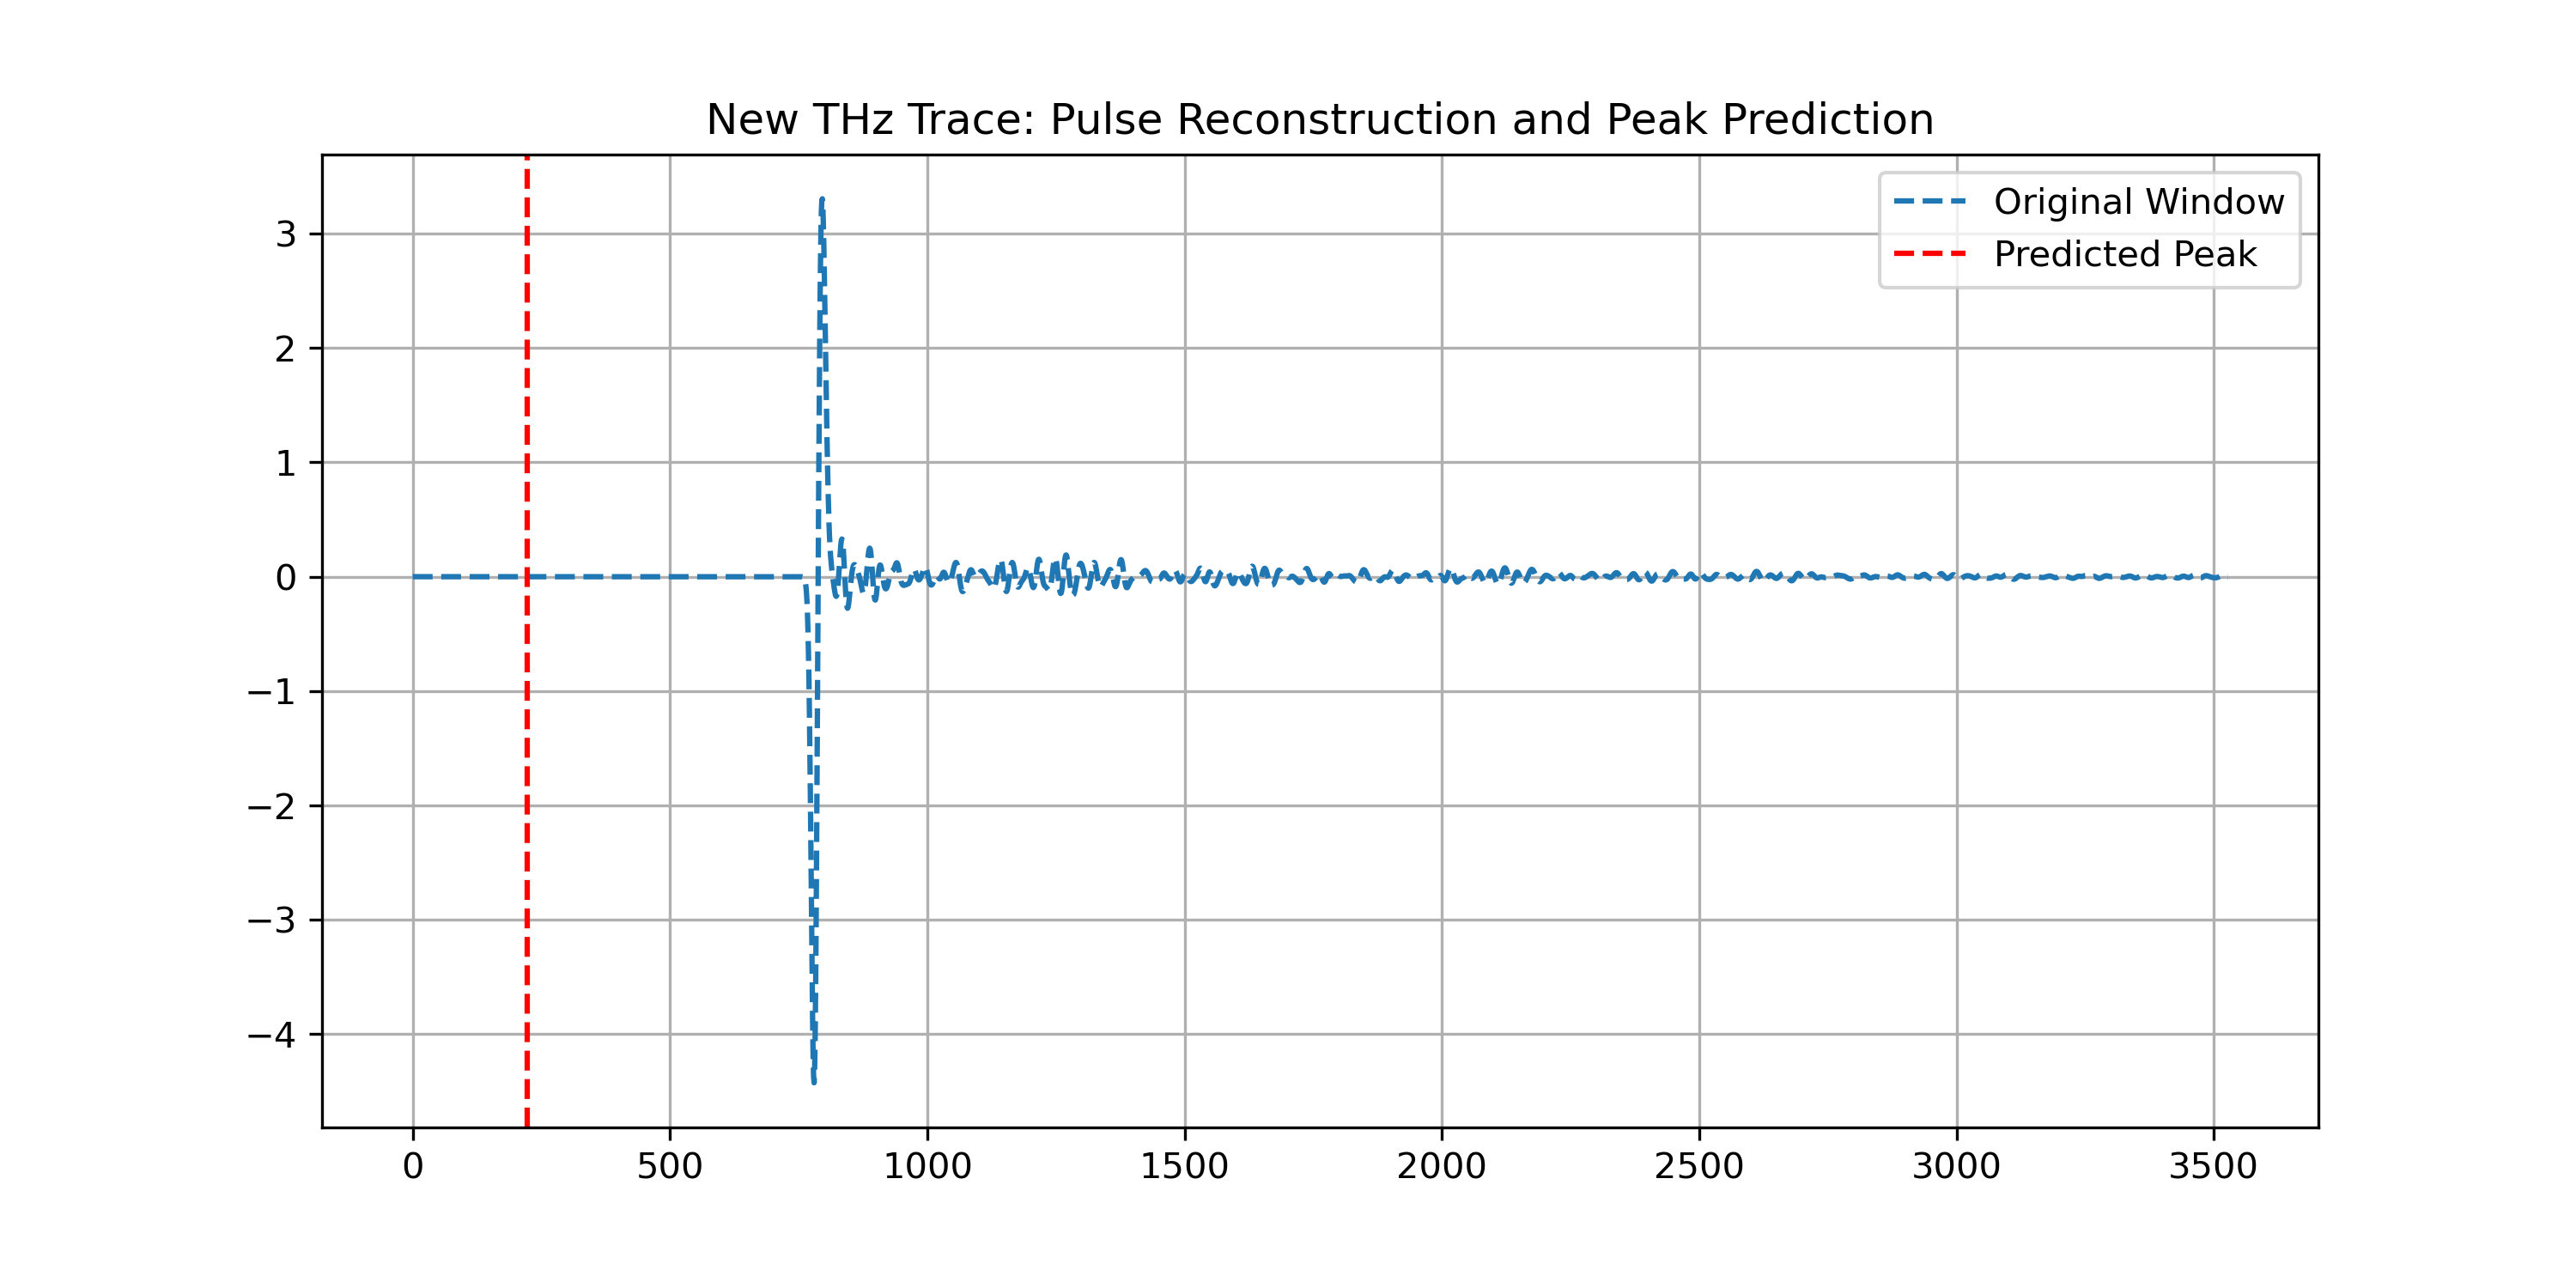 New THz Trace: Pulse Reconstruction and Peak Prediction
Original Window
Predicted Peak
3
2
1
0
−1
−2
−3
−4
0 500 1000 1500 2000 2500 3000 3500